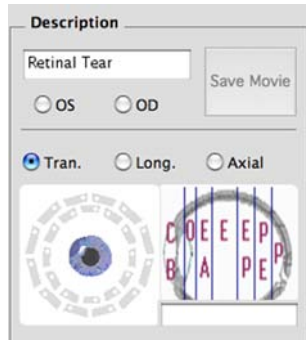 Description
Retinal Tear
Save Movie
OS OD
Tran. Long. Axial
C O E E E P P
B A P E